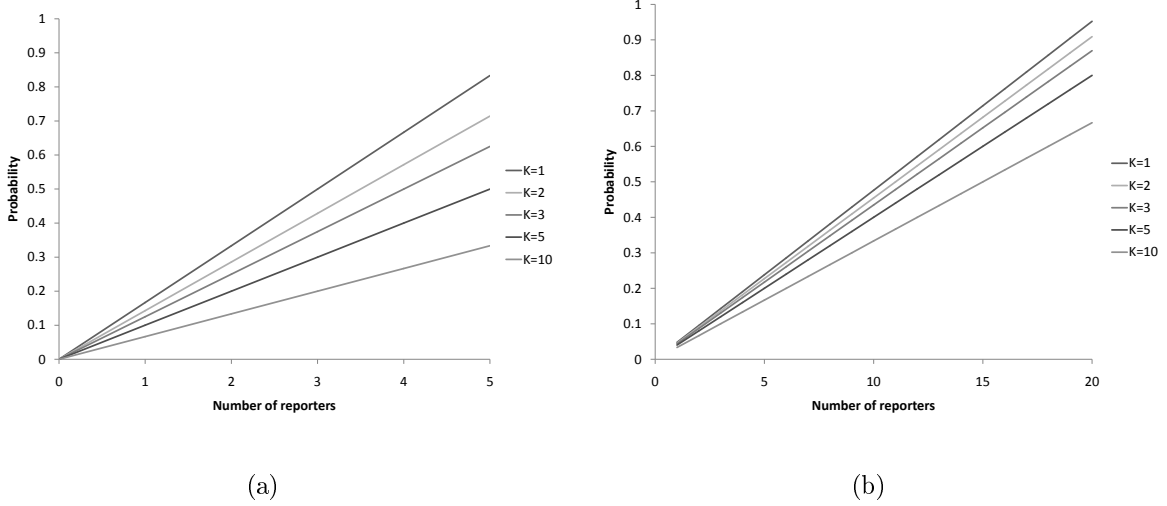 1
0.9
0.8
0.7
0.6
0.5
0.4
0.3
0.2
0.1
0
Probability
0 1 2 3 4 5
Number of reporters
K=1
K=2
K=3
K=5
K=10
(a)
1
0.9
0.8
0.7
0.6
0.5
0.4
0.3
0.2
0.1
0
Probability
0 5 10 15 20
Number of reporters
K=1
K=2
K=3
K=5
K=10
(b)